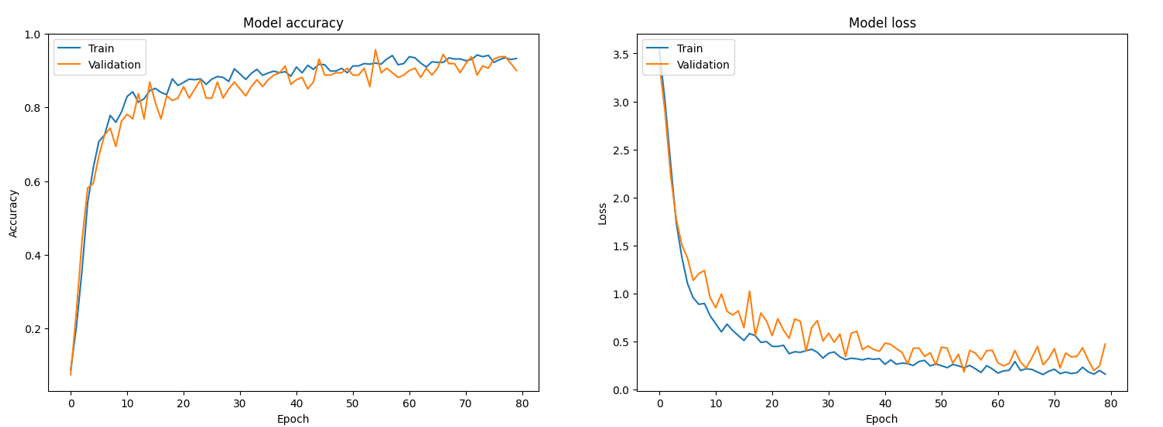 Model accuracy
Train
Validation
1.0
0.8
0.6
0.4
0.2
Accuracy
0 10 20 30 40 50 60 70 80
Epoch
Model loss
Train
Validation
3.5
3.0
2.5
2.0
1.5
1.0
0.5
0.0
Loss
0 10 20 30 40 50 60 70 80
Epoch